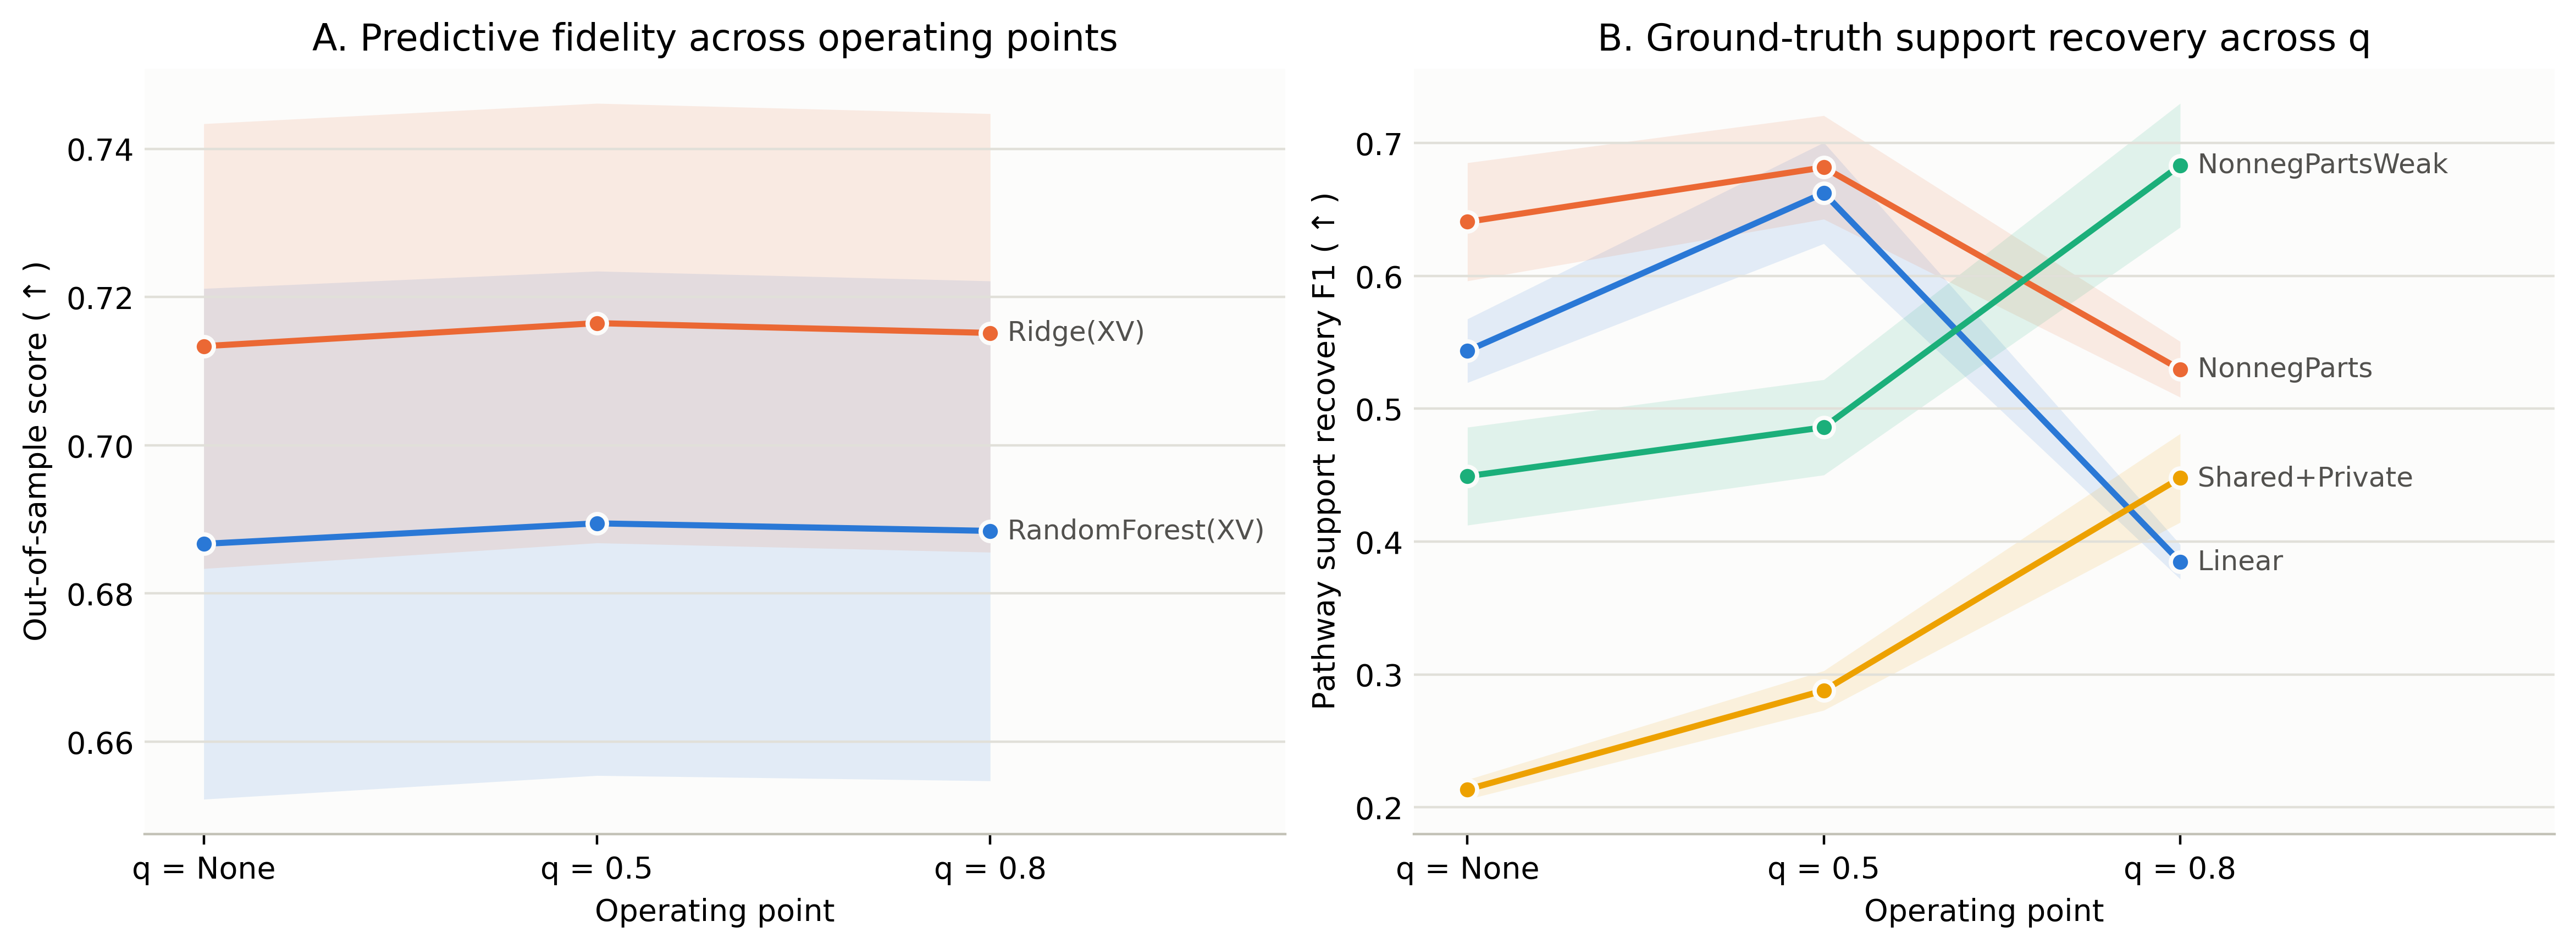 A. Predictive fidelity across operating points
Out-of-sample score (↑)
0.74
0.72
0.70
0.68
0.66
Ridge(XV)
RandomForest(XV)
q = None
q = 0.5
q = 0.8
Operating point
B. Ground-truth support recovery across q
Pathway support recovery F1 (↑)
0.7
0.6
0.5
0.4
0.3
0.2
NonnegPartsWeak
NonnegParts
Shared+Private
Linear
q = None
q = 0.5
q = 0.8
Operating point